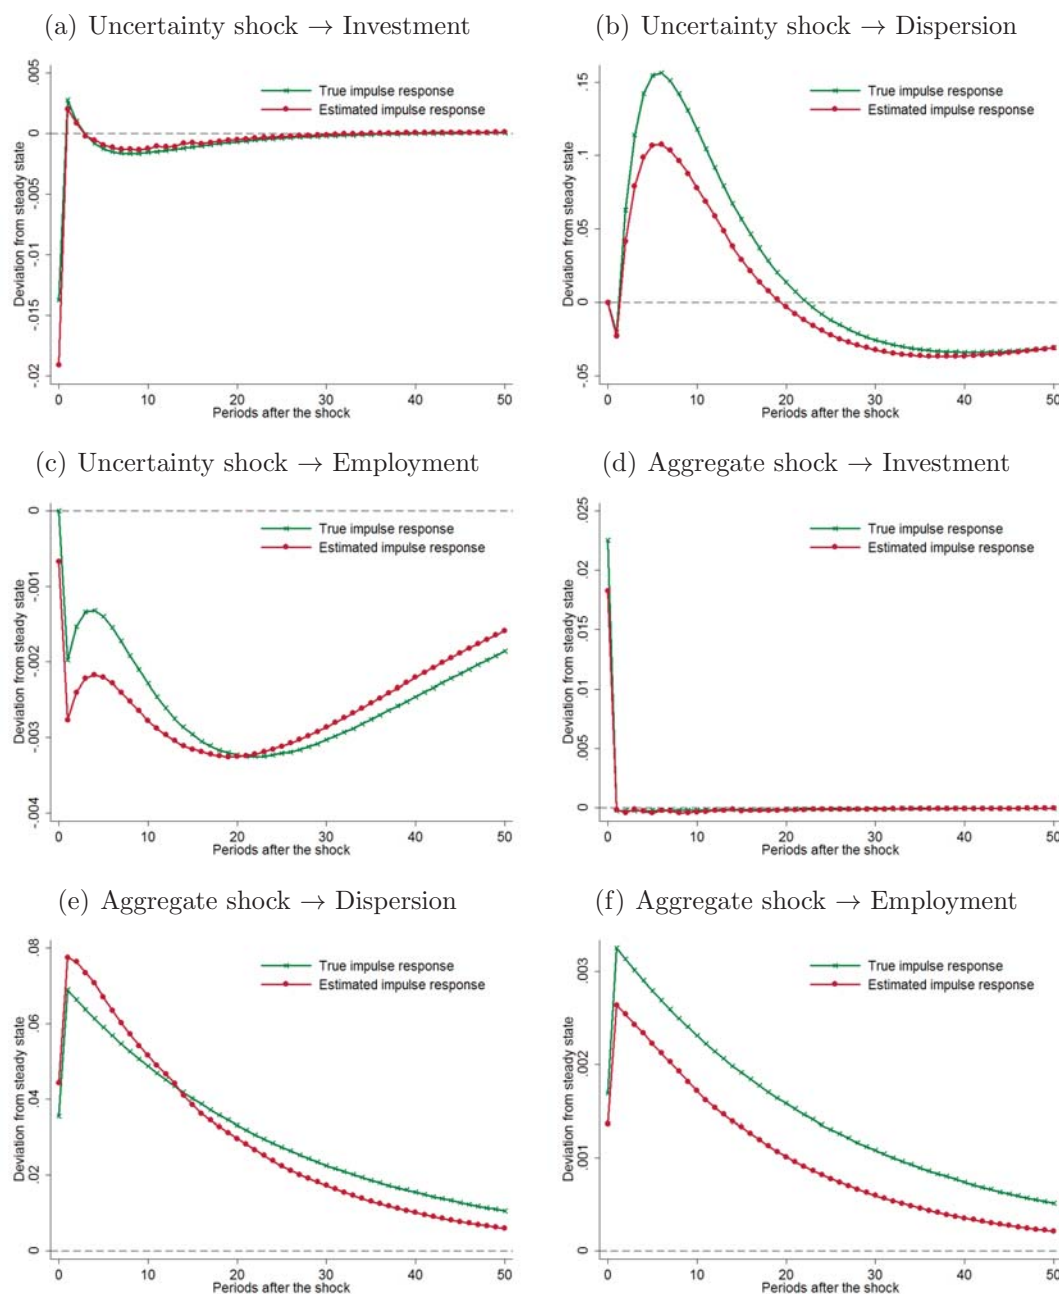 (a) Uncertainty shock → Investment
Deviation from steady state
.005
0
-.005
-.01
-.015
-.02
True impulse response
Estimated impulse response
0 10 20 30 40 50
Periods after the shock
(b) Uncertainty shock → Dispersion
Deviation from steady state
.15
.1
.05
0
-.05
True impulse response
Estimated impulse response
0 10 20 30 40 50
Periods after the shock
(c) Uncertainty shock → Employment
Deviation from steady state
0
-.001
-.002
-.003
-.004
True impulse response
Estimated impulse response
0 10 20 30 40 50
Periods after the shock
(d) Aggregate shock → Investment
Deviation from steady state
.025
.02
.015
.01
.005
0
True impulse response
Estimated impulse response
0 10 20 30 40 50
Periods after the shock
(e) Aggregate shock → Dispersion
Deviation from steady state
.08
.06
.04
.02
0
True impulse response
Estimated impulse response
0 10 20 30 40 50
Periods after the shock
(f) Aggregate shock → Employment
Deviation from steady state
.003
.002
.001
0
True impulse response
Estimated impulse response
0 10 20 30 40 50
Periods after the shock